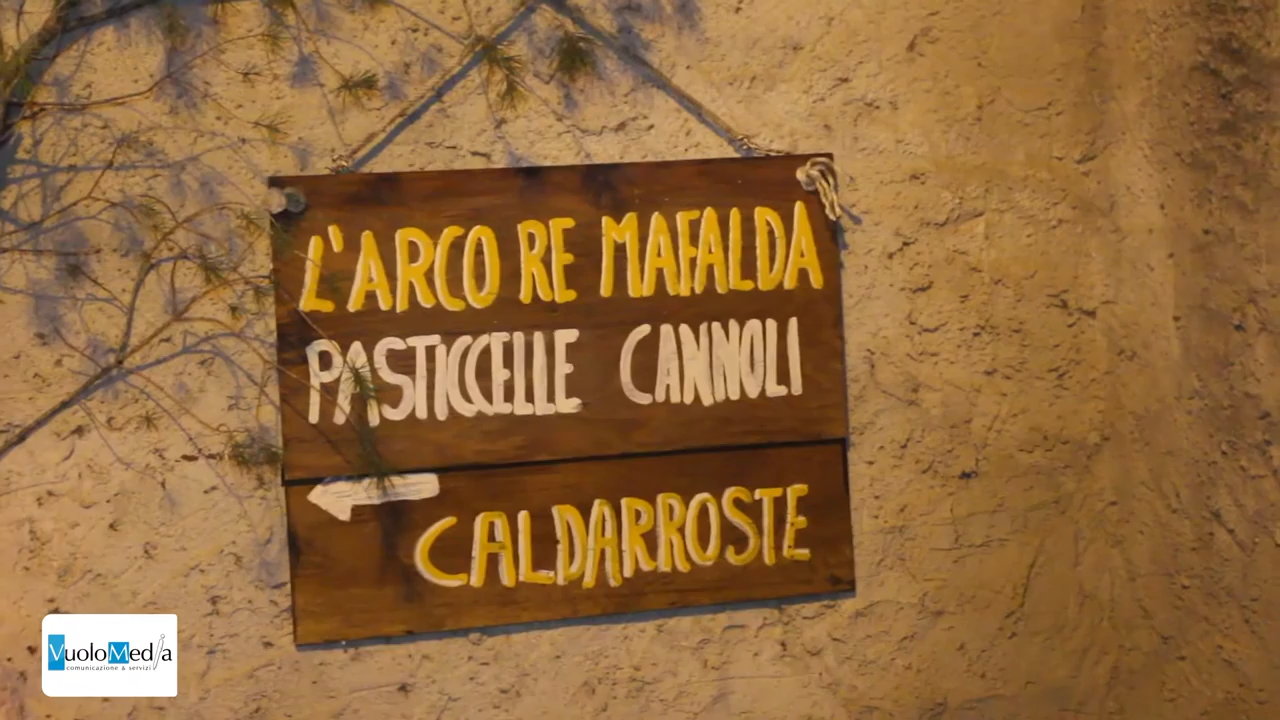 L'ARCO RE MAFALDA
PASTICCELLE CANNOLI
CALDARROSTE
VuoloMedia
comunicazione & servizi